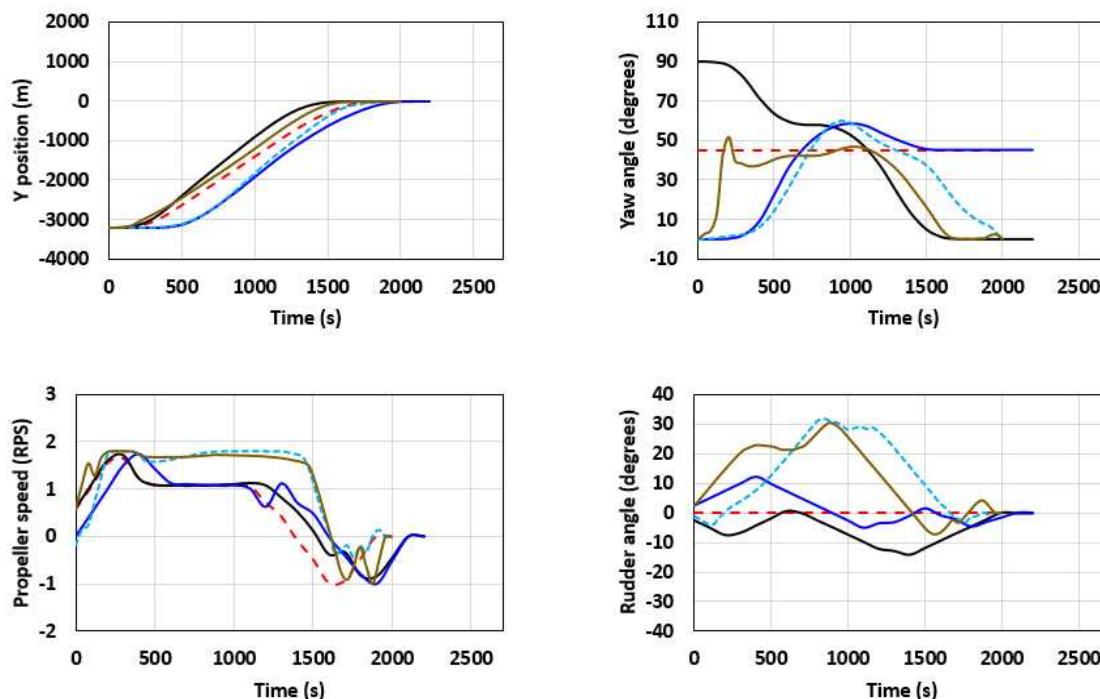 Y position (m)
2000
1000
0
-1000
-2000
-3000
-4000
0 500 1000 1500 2000 2500
Time (s)
Yaw angle (degrees)
110
90
70
50
30
10
-10
0 500 1000 1500 2000 2500
Time (s)
Propeller speed (RPS)
3
2
1
0
-1
-2
0 500 1000 1500 2000 2500
Time (s)
Rudder angle (degrees)
40
30
20
10
0
-10
-20
-30
-40
0 500 1000 1500 2000 2500
Time (s)